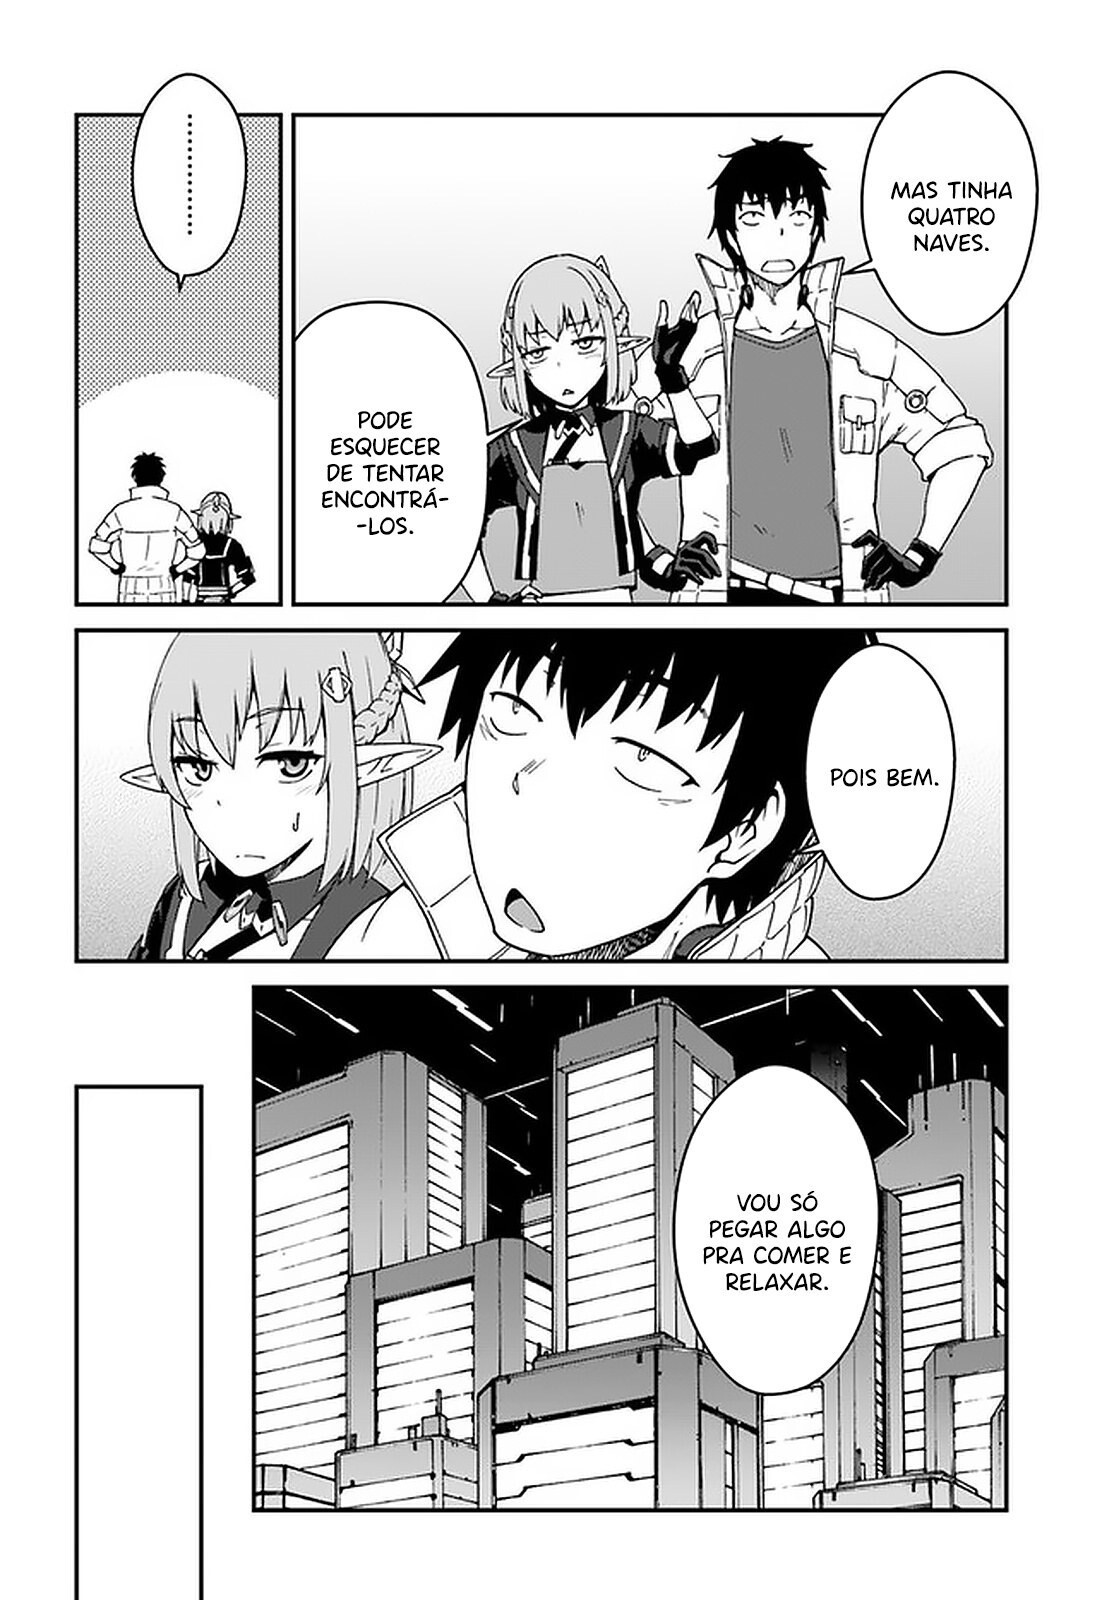 MAS TINHA
QUATRO
NAVES.
PODE
ESQUECER
DE TENTAR
ENCONTRÁ-
-LOS.
..........
POIS BEM.
VOU SÓ
PEGAR ALGO
PRA COMER E
RELAXAR.